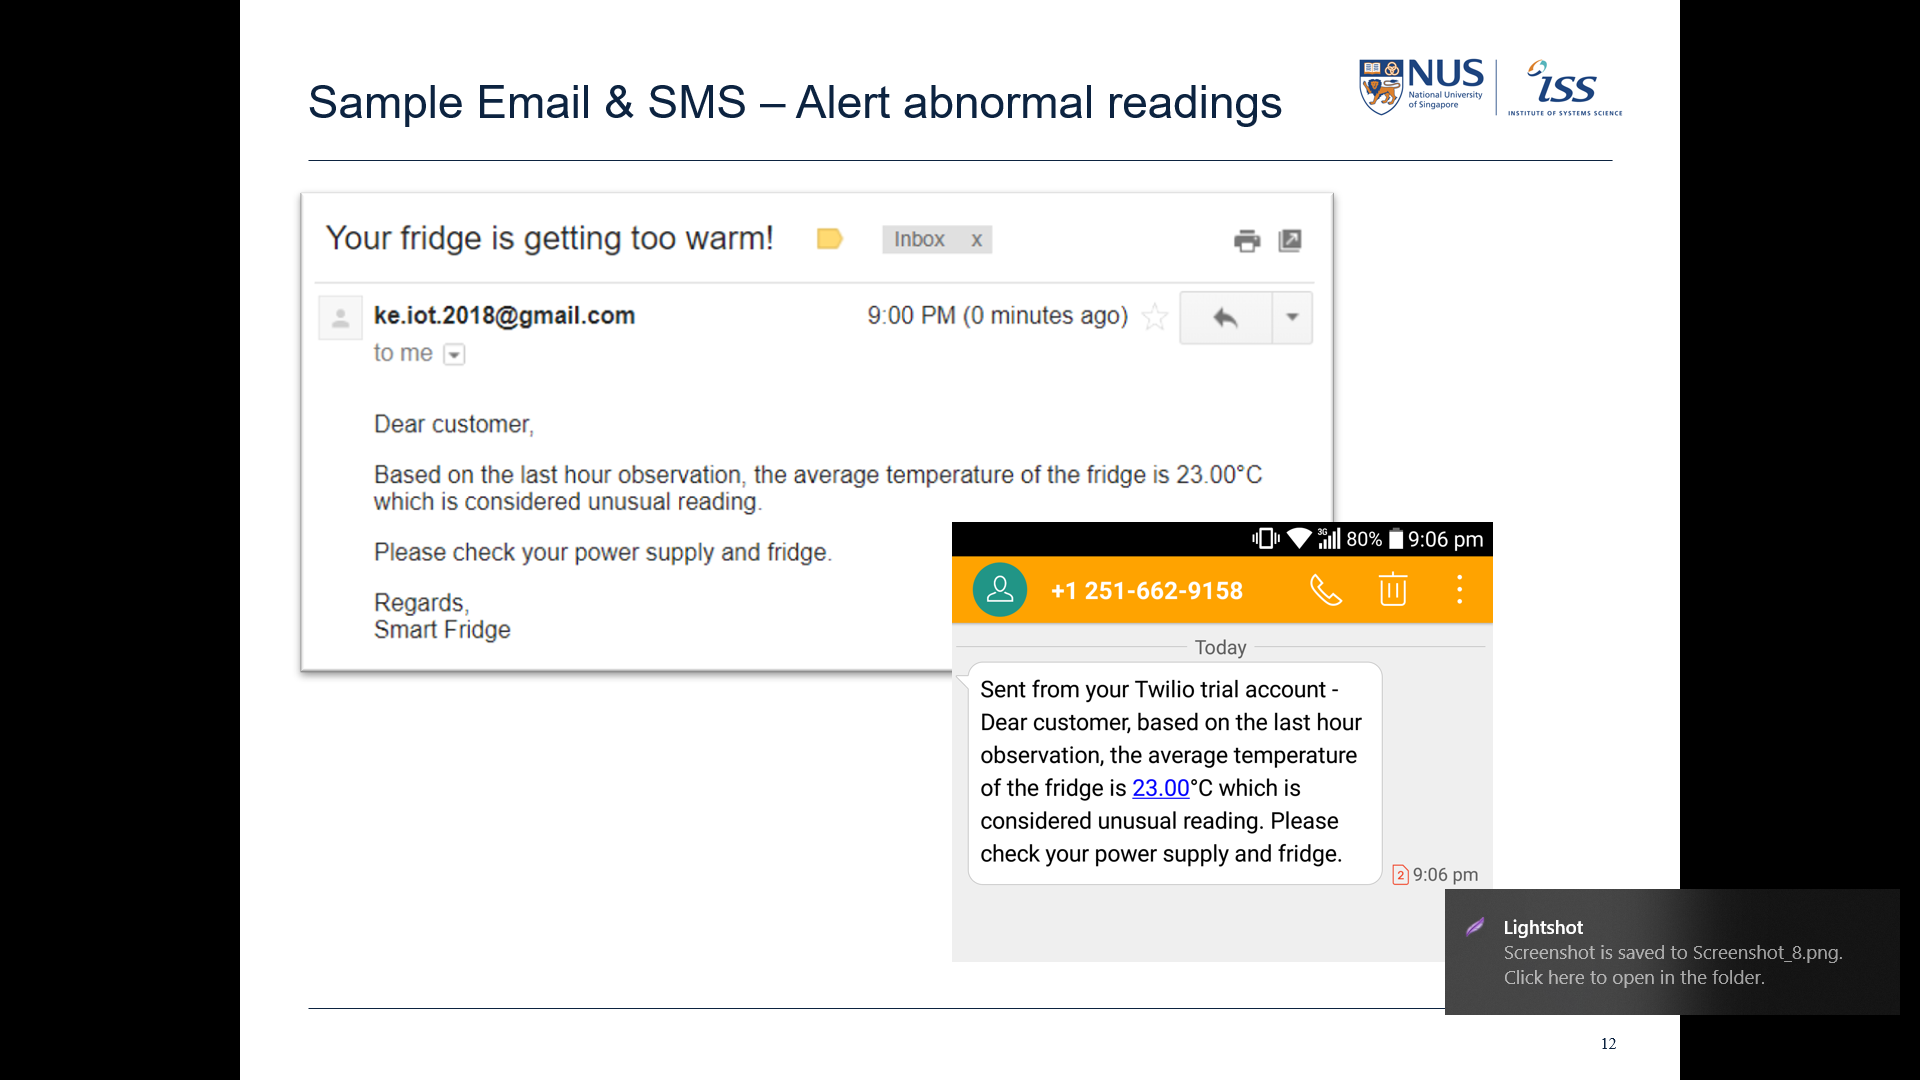 Sample Email & SMS – Alert abnormal readings
NUS
National University
of Singapore
ISS
INSTITUTE OF SYSTEMS SCIENCE
Your fridge is getting too warm!
Inbox x
ke.iot.2018@gmail.com
9:00 PM (0 minutes ago)
to me
Dear customer,
Based on the last hour observation, the average temperature of the fridge is 23.00°C
which is considered unusual reading.
Please check your power supply and fridge.
Regards,
Smart Fridge
3G 80% 9:06 pm
+1 251-662-9158
Today
Sent from your Twilio trial account -
Dear customer, based on the last hour
observation, the average temperature
of the fridge is 23.00°C which is
considered unusual reading. Please
check your power supply and fridge.
2 9:06 pm
Lightshot
Screenshot is saved to Screenshot_8.png.
Click here to open in the folder.
12